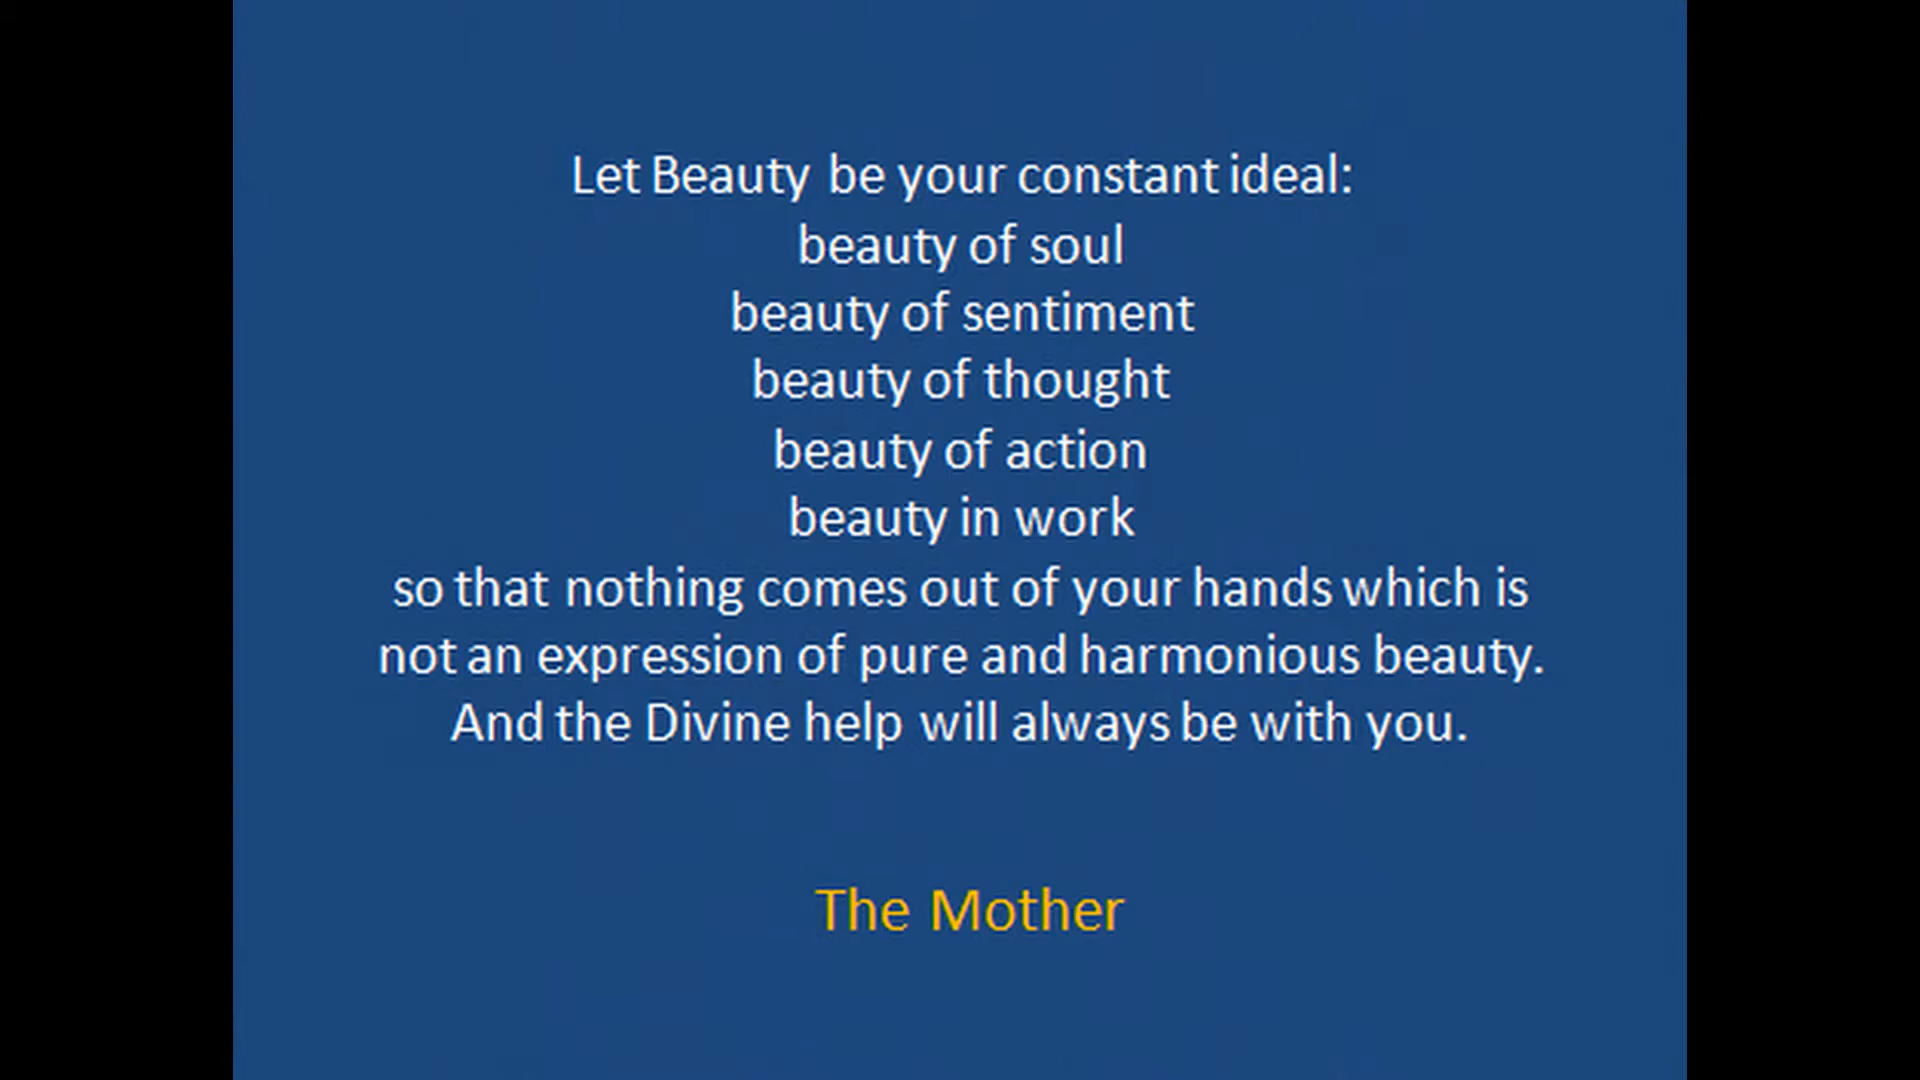 Let Beauty be your constant ideal:
beauty of soul
beauty of sentiment
beauty of thought
beauty of action
beauty in work
so that nothing comes out of your hands which is
not an expression of pure and harmonious beauty.
And the Divine help will always be with you.
The Mother